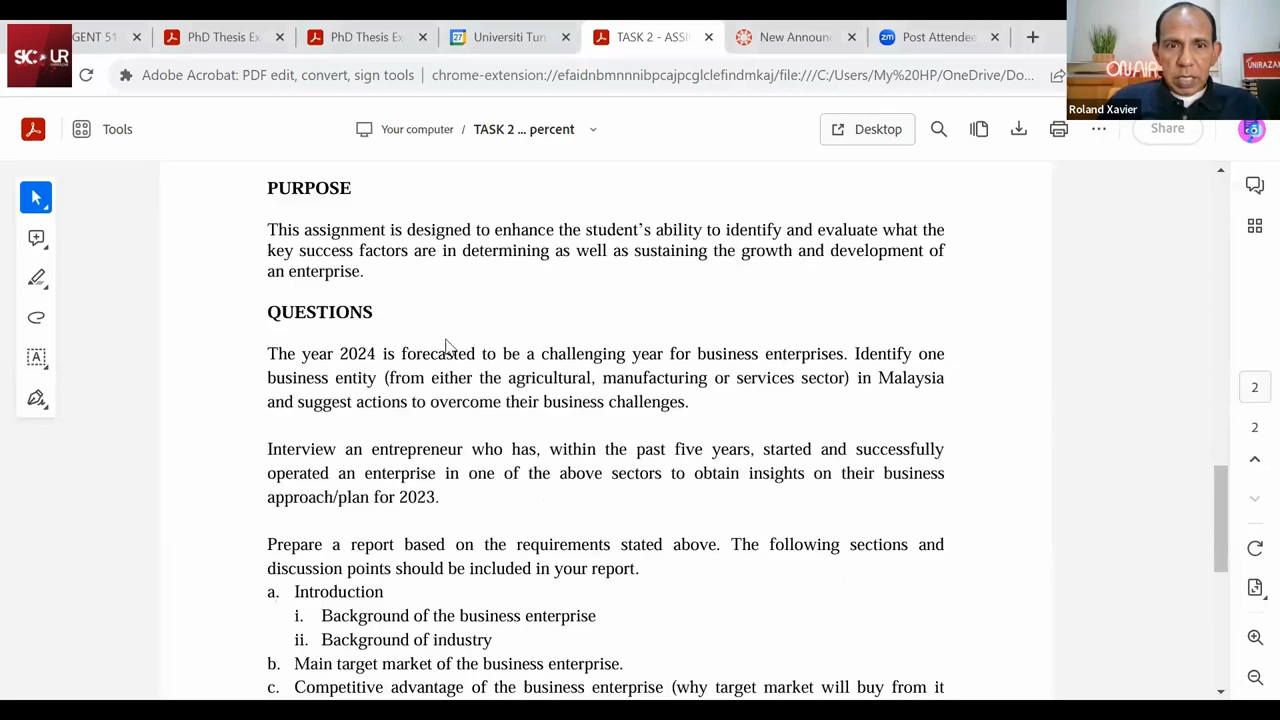 GENT 51
PhD Thesis Ex
PhD Thesis Ex
Universiti Tun
TASK 2 - ASSI
New Announ
Post Attende
Adobe Acrobat: PDF edit, convert, sign tools
chrome-extension://efaidnbmnnnibpcajpcglclefindmkaj/file:///C:/Users/My%20HP/OneDrive/Do...
ON AIR
UNIRAZAK
Roland Xavier
Tools
Your computer / TASK 2 ... percent
Desktop
Share
PURPOSE
This assignment is designed to enhance the student's ability to identify and evaluate what the
key success factors are in determining as well as sustaining the growth and development of
an enterprise.
QUESTIONS
The year 2024 is forecasted to be a challenging year for business enterprises. Identify one
business entity (from either the agricultural, manufacturing or services sector) in Malaysia
and suggest actions to overcome their business challenges.
Interview an entrepreneur who has, within the past five years, started and successfully
operated an enterprise in one of the above sectors to obtain insights on their business
approach/plan for 2023.
Prepare a report based on the requirements stated above. The following sections and
discussion points should be included in your report.
a. Introduction
i. Background of the business enterprise
ii. Background of industry
b. Main target market of the business enterprise.
c. Competitive advantage of the business enterprise (why target market will buy from it
2
2